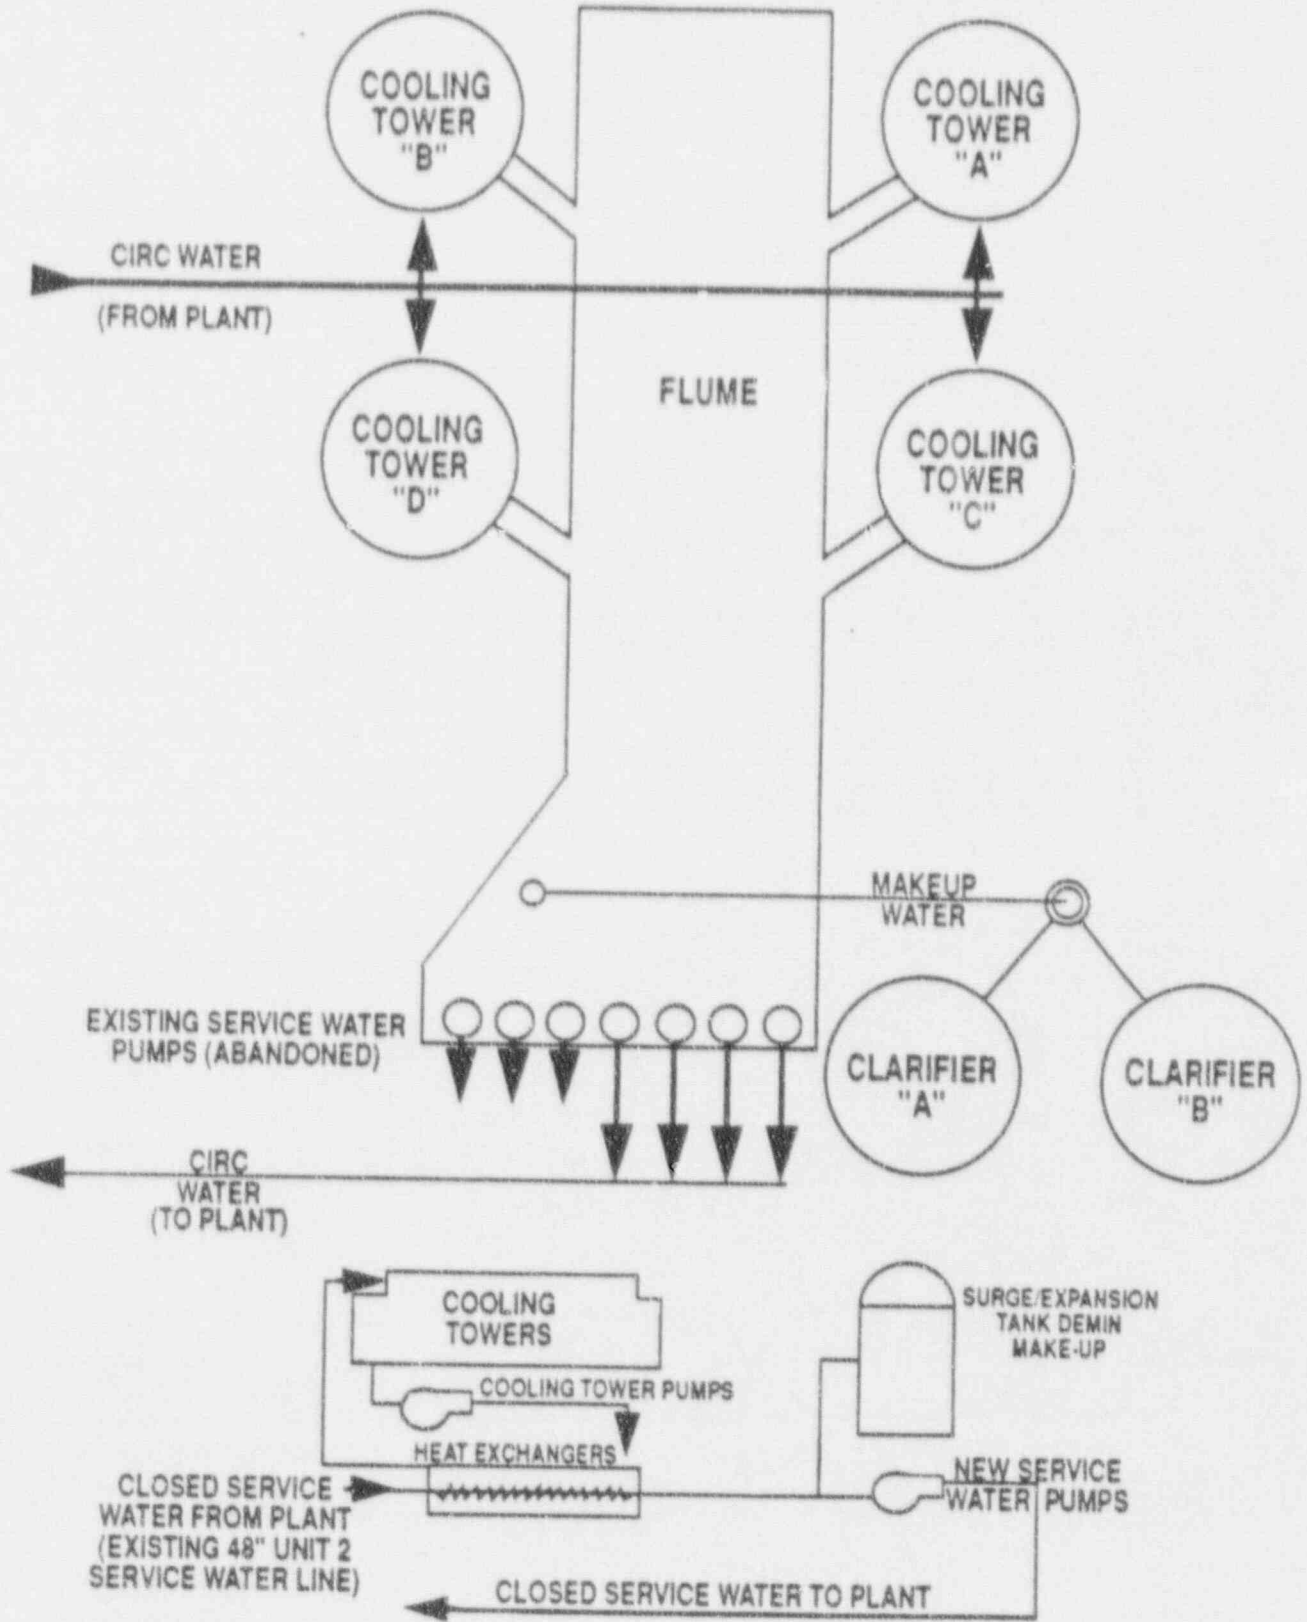 COOLING
TOWER
"B"
COOLING
TOWER
"A"
CIRC WATER
(FROM PLANT)
FLUME
COOLING
TOWER
"D"
COOLING
TOWER
"C"
MAKEUP
WATER
EXISTING SERVICE WATER
PUMPS (ABANDONED)
CLARIFIER
"A"
CLARIFIER
"B"
CIRC
WATER
(TO PLANT)
COOLING
TOWERS
SURGE/EXPANSION
TANK DEMIN
MAKE-UP
COOLING TOWER PUMPS
HEAT EXCHANGERS
CLOSED SERVICE
WATER FROM PLANT
(EXISTING 48" UNIT 2
SERVICE WATER LINE)
NEW SERVICE
WATER PUMPS
CLOSED SERVICE WATER TO PLANT